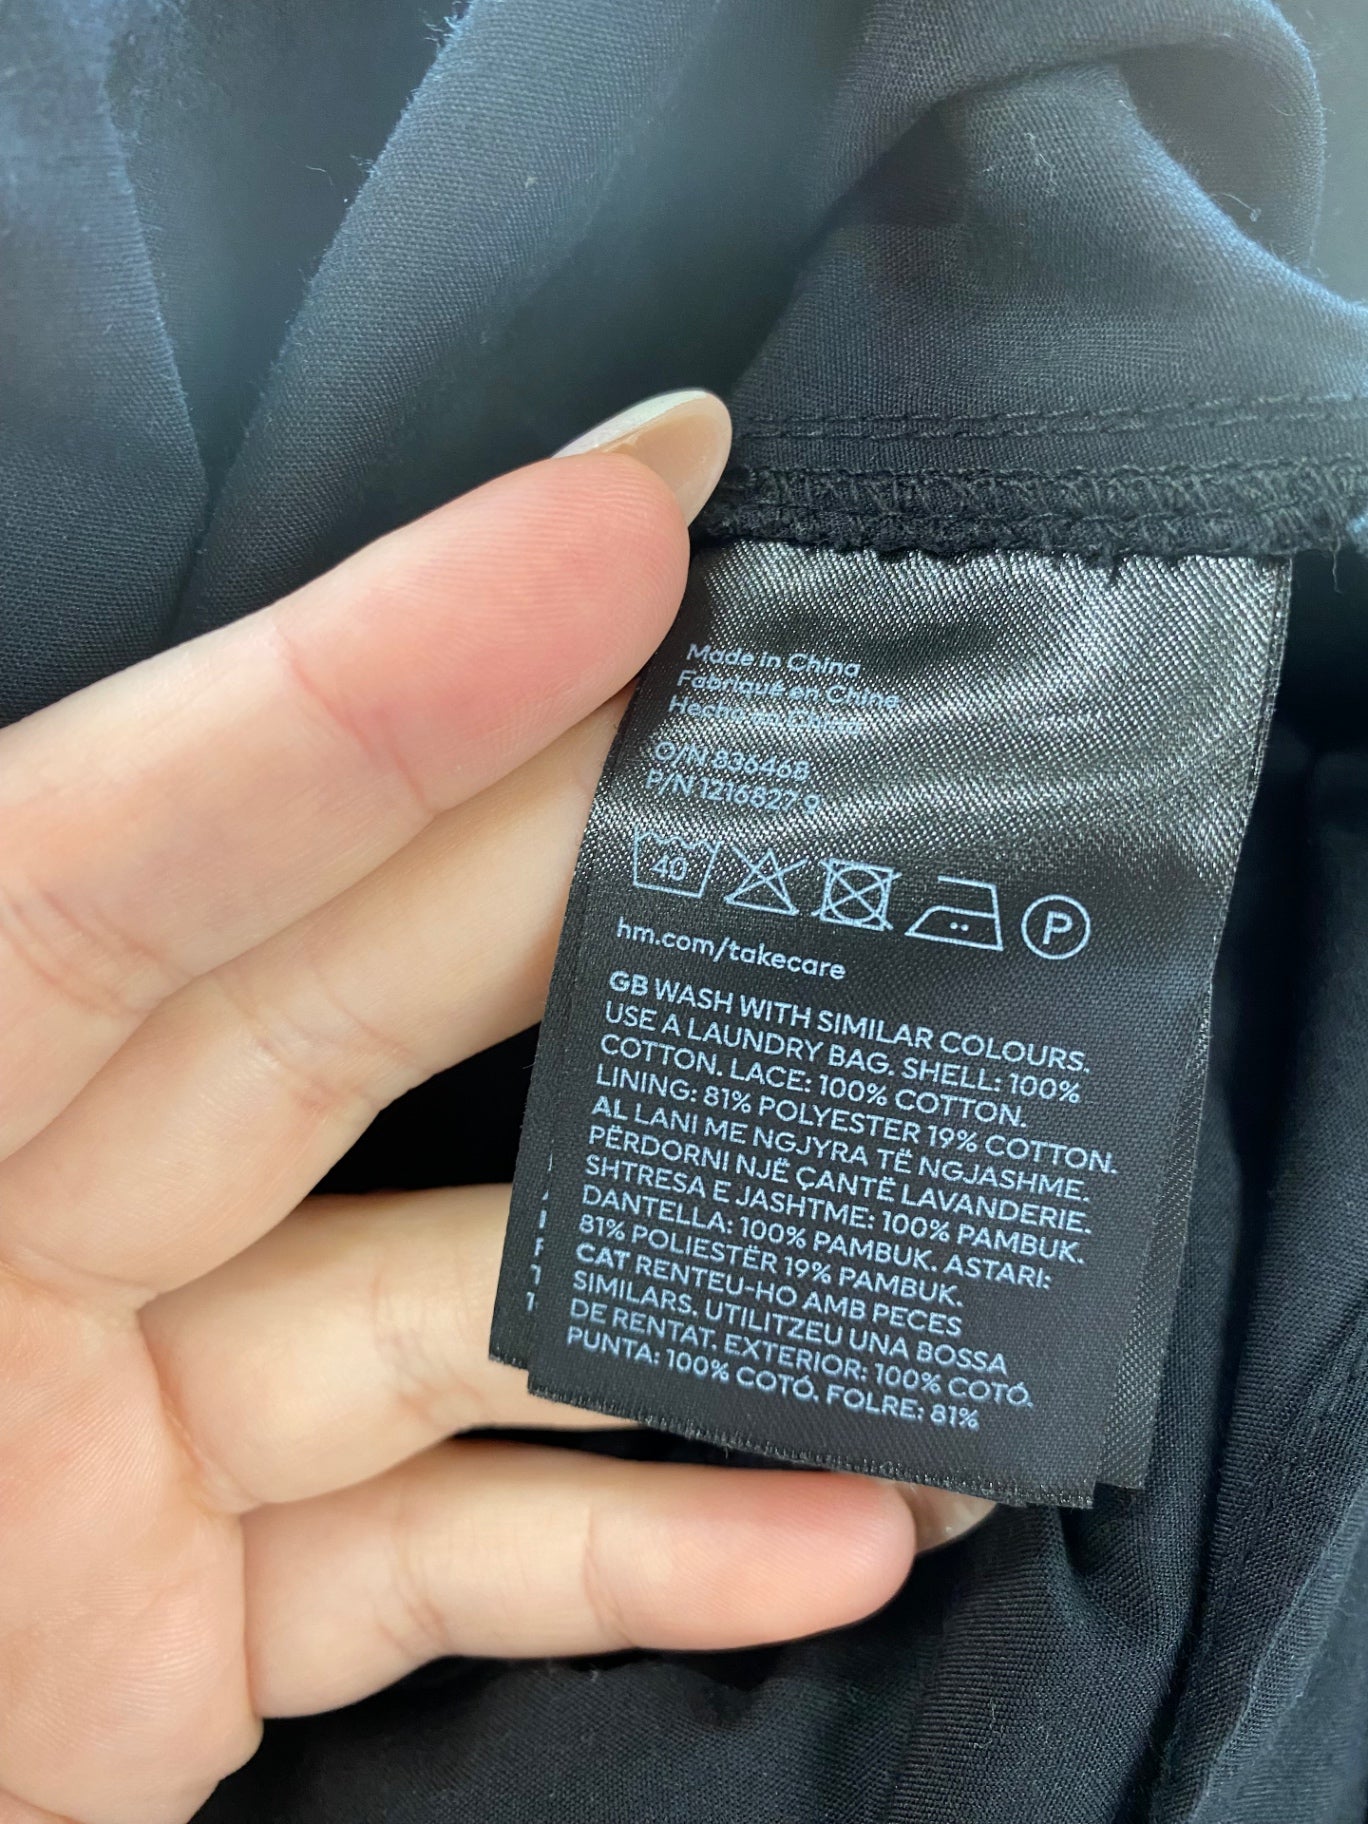 Made in China
Fabriqué en Chine
Hecho en China
O/N 836468
P/N 1216827 9
40
P
hm.com/takecare
GB WASH WITH SIMILAR COLOURS.
USE A LAUNDRY BAG. SHELL: 100%
COTTON. LACE: 100% COTTON.
LINING: 81% POLYESTER 19% COTTON.
AL LANI ME NGJYRA TË NGJASHME.
PËRDORNI NJË ÇANTË LAVANDERIE.
SHTRESA E JASHTME: 100% PAMBUK.
DANTELLA: 100% PAMBUK. ASTARI:
81% POLIESTËR 19% PAMBUK.
CAT RENTEU-HO AMB PECES
SIMILARS. UTILITZEU UNA BOSSA
DE RENTAT. EXTERIOR: 100% COTÓ.
PUNTA: 100% COTÓ. FOLRE: 81%